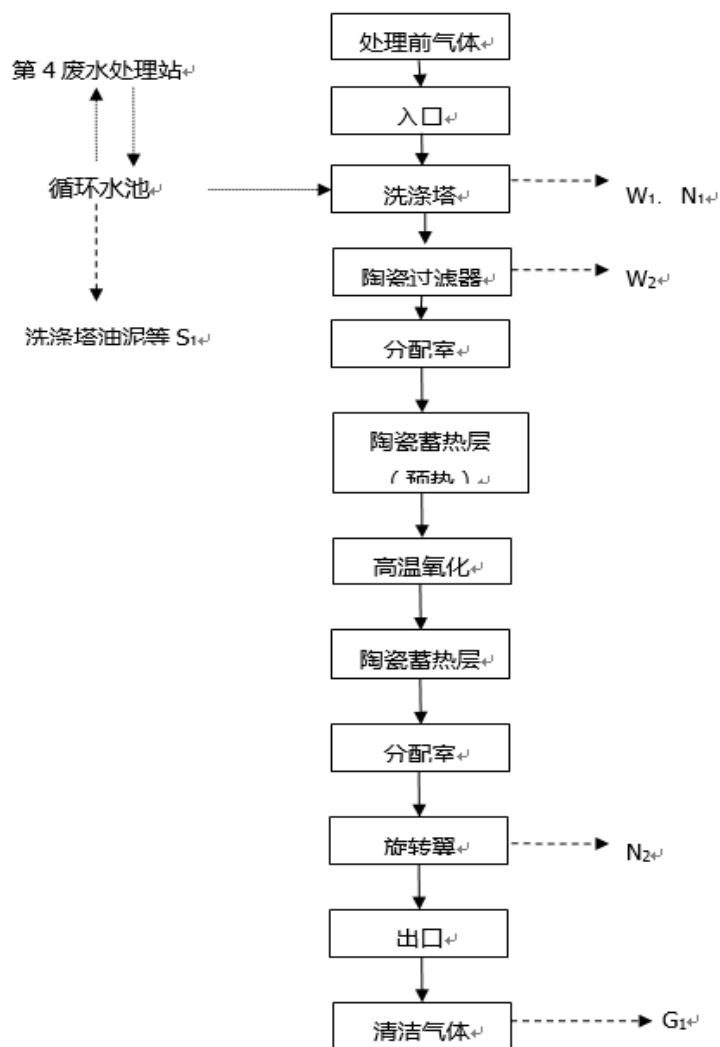 处理前气体
第4废水处理站
入口
循环水池
洗涤塔
W₁、 N₁
陶瓷过滤器
W₂
洗涤塔油泥等 S₁
分配室
陶瓷蓄热层
（预热）
高温氧化
陶瓷蓄热层
分配室
旋转翼
N₂
出口
清洁气体
G₁